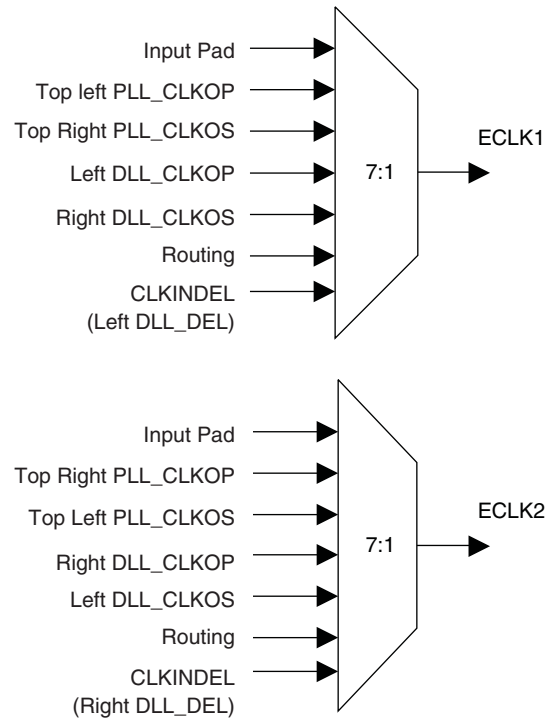 Input Pad
Top left PLL_CLKOP
Top Right PLL_CLKOS
Left DLL_CLKOP
Right DLL_CLKOS
Routing
CLKINDEL
(Left DLL_DEL)
7:1
ECLK1
Input Pad
Top Right PLL_CLKOP
Top Left PLL_CLKOS
Right DLL_CLKOP
Left DLL_CLKOS
Routing
CLKINDEL
(Right DLL_DEL)
7:1
ECLK2